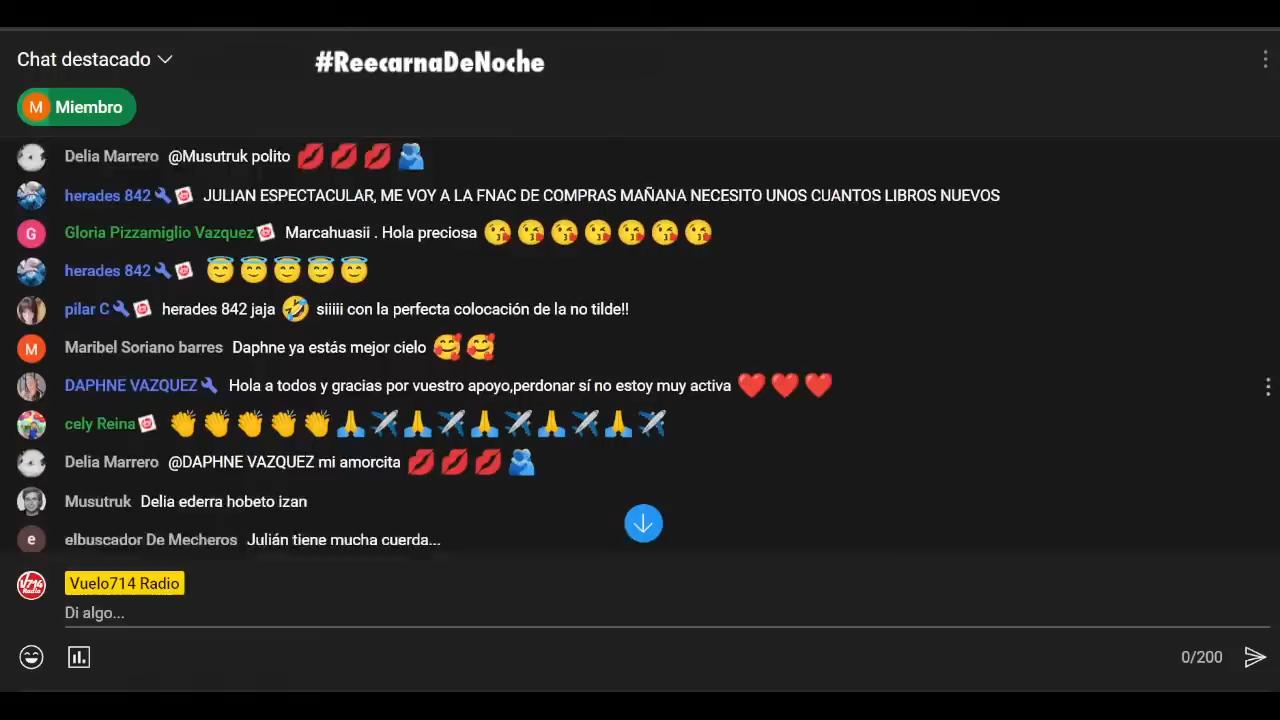 Chat destacado
#ReecarnaDeNoche
M Miembro
Delia Marrero @Musutruk polito 💋 💋 💋 🫂
herades 842 JULIAN ESPECTACULAR, ME VOY A LA FNAC DE COMPRAS MAÑANA NECESITO UNOS CUANTOS LIBROS NUEVOS
G Gloria Pizzamiglio Vazquez Marcahuasii . Hola preciosa 😘 😘 😘 😘 😘 😘 😘
herades 842 😇 😇 😇 😇 😇
pilar C herades 842 jaja 🤣 siiiii con la perfecta colocación de la no tilde!!
M Maribel Soriano barres Daphne ya estás mejor cielo 🥰 🥰
DAPHNE VAZQUEZ Hola a todos y gracias por vuestro apoyo,perdonar sí no estoy muy activa ❤️ ❤️ ❤️
cely Reina 👏 👏 👏 👏 👏 🙏 ✈️ 🙏 ✈️ 🙏 ✈️ 🙏 ✈️ 🙏 ✈️
Delia Marrero @DAPHNE VAZQUEZ mi amorcita 💋 💋 💋 🫂
Musutruk Delia ederra hobeto izan
e elbuscador De Mecheros Julián tiene mucha cuerda...
V714 Radio Vuelo714 Radio
Di algo...
0/200